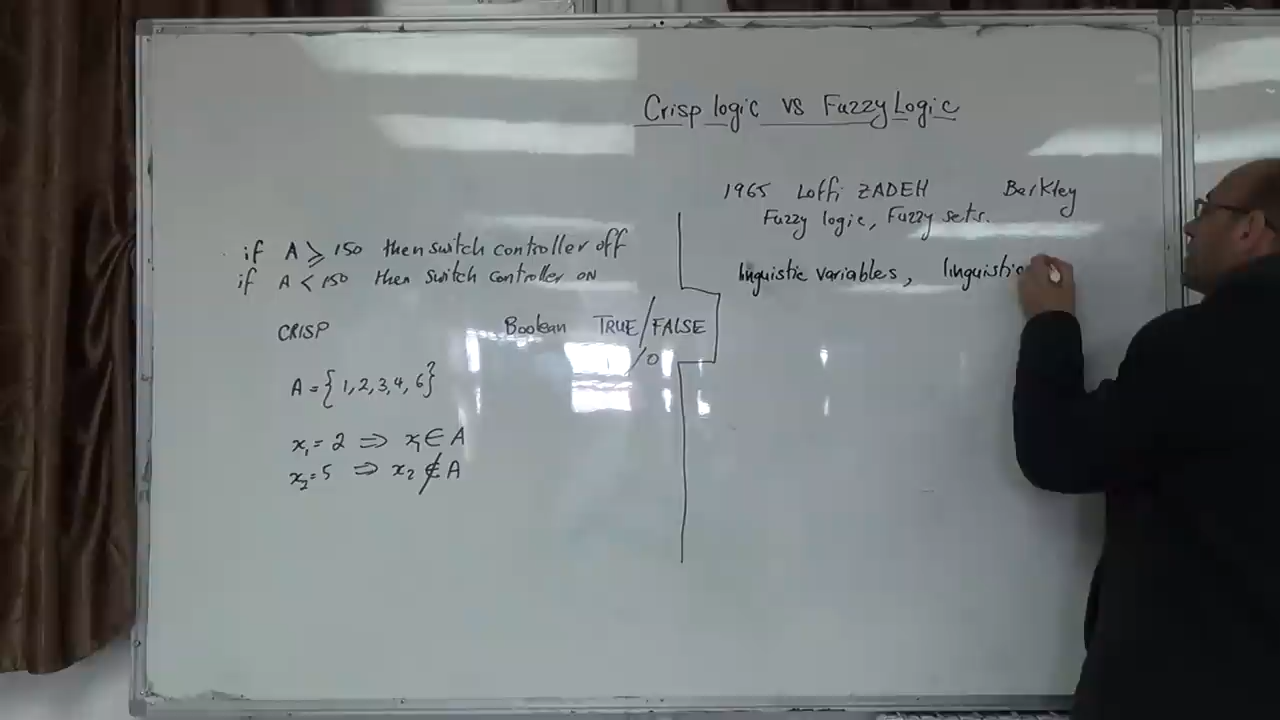 Crisp logic vs Fuzzy Logic
if A ⩾ 150 then switch controller off
if A < 150 then switch controller ON
CRISP
Boolean TRUE/FALSE
1/0
A = {1,2,3,4,6}
x₁ = 2 ⇒ x₁ ∈ A
x₂ = 5 ⇒ x₂ ∉ A
1965 Loffi ZADEH Berkley
Fuzzy logic, Fuzzy sets.
linguistic variables, linguistic